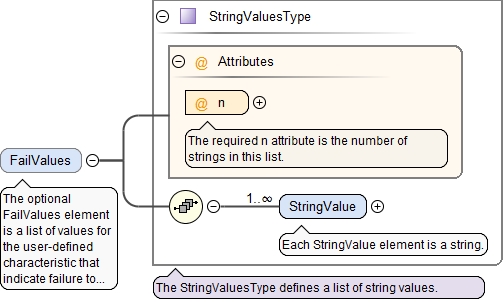 StringValuesType
@ Attributes
@ n
The required n attribute is the number of
strings in this list.
FailValues
The optional
FailValues element
is a list of values for
the user-defined
characteristic that
indicate failure to...
1..∞
StringValue
Each StringValue element is a string.
The StringValuesType defines a list of string values.